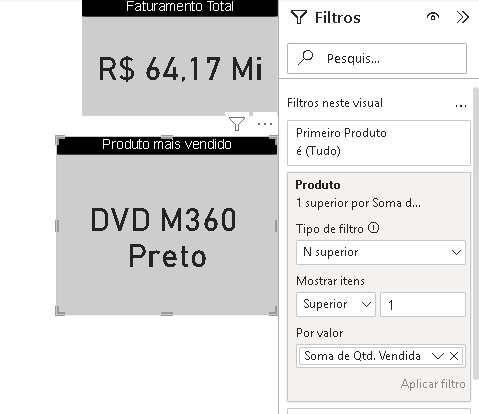 Faturamento Total
R$ 64,17 Mi
Produto mais vendido
DVD M360
Preto
Filtros
Pesquis...
Filtros neste visual
...
Primeiro Produto
é (Tudo)
Produto
1 superior por Soma d...
Tipo de filtro
N superior
Mostrar itens
Superior 1
Por valor
Soma de Qtd. Vendida
Aplicar filtro